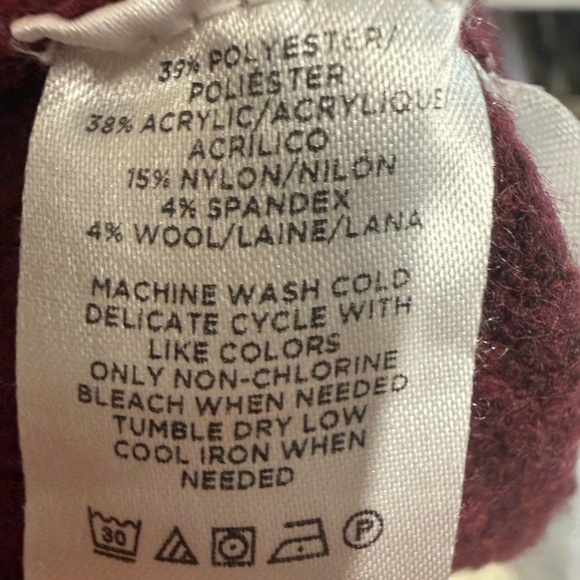 39% POLYESTER/
POLIÉSTER
38% ACRYLIC/ACRYLIQUE
ACRÍLICO
15% NYLON/NILÓN
4% SPANDEX
4% WOOL/LAINE/LANA
MACHINE WASH COLD
DELICATE CYCLE WITH
LIKE COLORS
ONLY NON-CHLORINE
BLEACH WHEN NEEDED
TUMBLE DRY LOW
COOL IRON WHEN
NEEDED
30 P